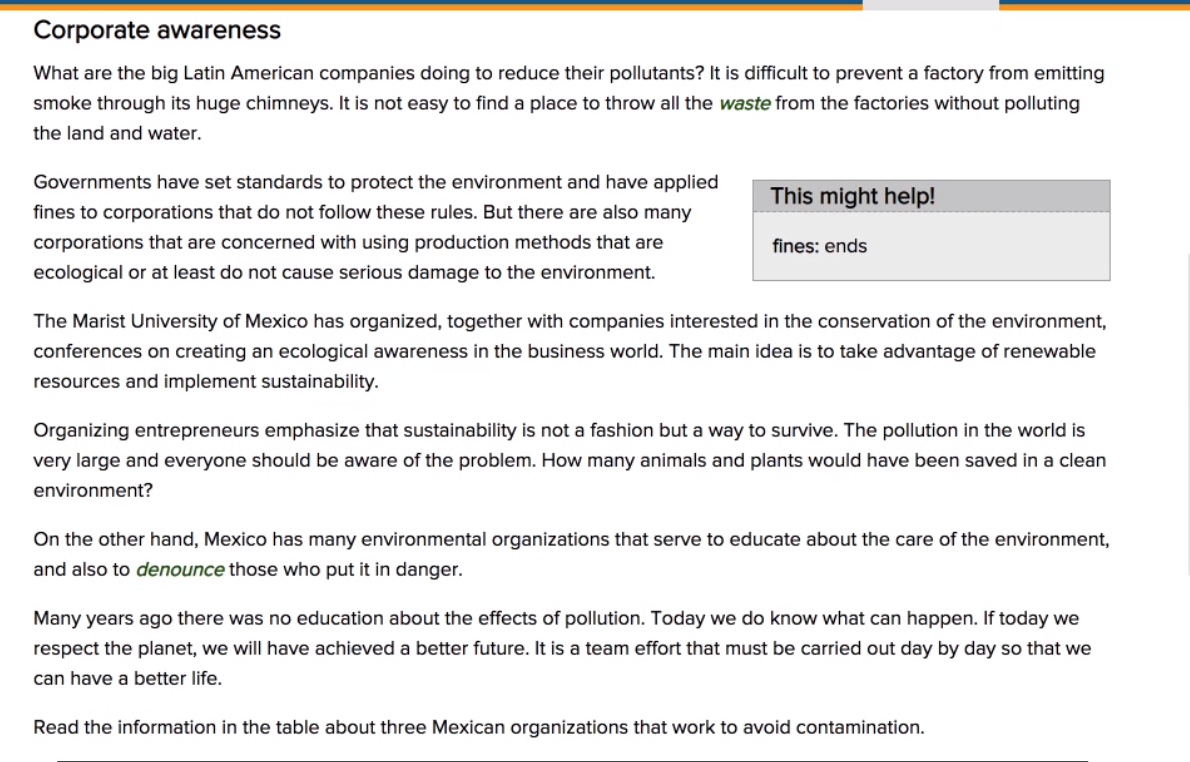 Corporate awareness
What are the big Latin American companies doing to reduce their pollutants? It is difficult to prevent a factory from emitting
smoke through its huge chimneys. It is not easy to find a place to throw all the waste from the factories without polluting
the land and water.
Governments have set standards to protect the environment and have applied
fines to corporations that do not follow these rules. But there are also many
corporations that are concerned with using production methods that are
ecological or at least do not cause serious damage to the environment.
This might help!
fines: ends
The Marist University of Mexico has organized, together with companies interested in the conservation of the environment,
conferences on creating an ecological awareness in the business world. The main idea is to take advantage of renewable
resources and implement sustainability.
Organizing entrepreneurs emphasize that sustainability is not a fashion but a way to survive. The pollution in the world is
very large and everyone should be aware of the problem. How many animals and plants would have been saved in a clean
environment?
On the other hand, Mexico has many environmental organizations that serve to educate about the care of the environment,
and also to denounce those who put it in danger.
Many years ago there was no education about the effects of pollution. Today we do know what can happen. If today we
respect the planet, we will have achieved a better future. It is a team effort that must be carried out day by day so that we
can have a better life.
Read the information in the table about three Mexican organizations that work to avoid contamination.